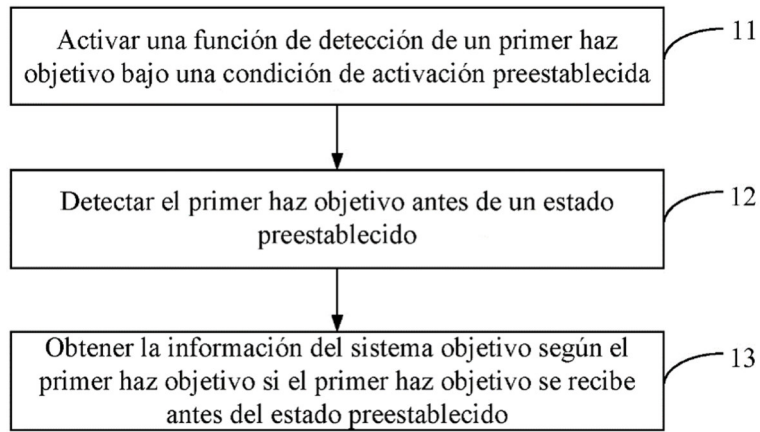 Activar una función de detección de un primer haz
objetivo bajo una condición de activación preestablecida
11
Detectar el primer haz objetivo antes de un estado
preestablecido
12
Obtener la información del sistema objetivo según el
primer haz objetivo si el primer haz objetivo se recibe
antes del estado preestablecido
13